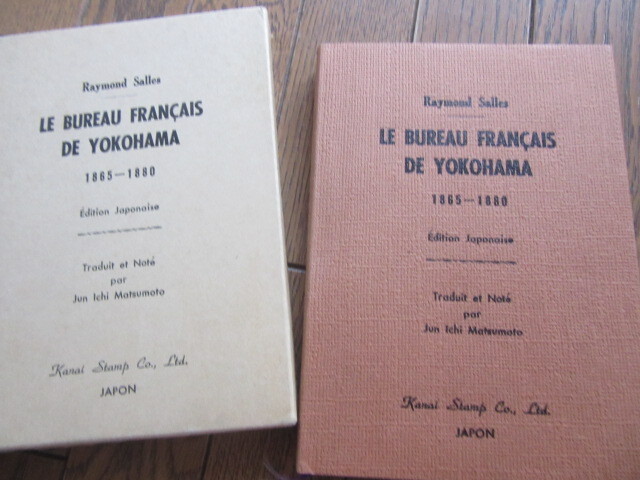 Raymond Salles
LE BUREAU FRANÇAIS
DE YOKOHAMA
1865—1880
Édition Japonaise
Traduit et Noté
par
Jun Ichi Matsumoto
Kanai Stamp Co., Ltd.
JAPON
Raymond Salles
LE BUREAU FRANÇAIS
DE YOKOHAMA
1865—1880
Édition Japonaise
Traduit et Noté
par
Jun Ichi Matsumoto
Kanai Stamp Co., Ltd.
JAPON